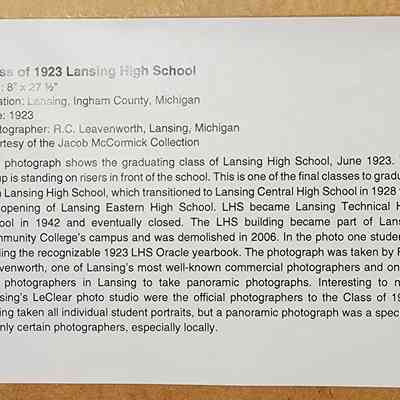 ss of 1923 Lansing High School
: 8" x 27 ½"
ation: Lansing, Ingham County, Michigan
e: 1923
otographer: R.C. Leavenworth, Lansing, Michigan
urtesy of the Jacob McCormick Collection
photograph shows the graduating class of Lansing High School, June 1923.
up is standing on risers in front of the school. This is one of the final classes to gradu
Lansing High School, which transitioned to Lansing Central High School in 1928
opening of Lansing Eastern High School. LHS became Lansing Technical H
ool in 1942 and eventually closed. The LHS building became part of Lans
mmunity College's campus and was demolished in 2006. In the photo one studen
ding the recognizable 1923 LHS Oracle yearbook. The photograph was taken by R
venworth, one of Lansing's most well-known commercial photographers and on
photographers in Lansing to take panoramic photographs. Interesting to n
sing's LeClear photo studio were the official photographers to the Class of 19
ing taken all individual student portraits, but a panoramic photograph was a spec
nly certain photographers, especially locally.